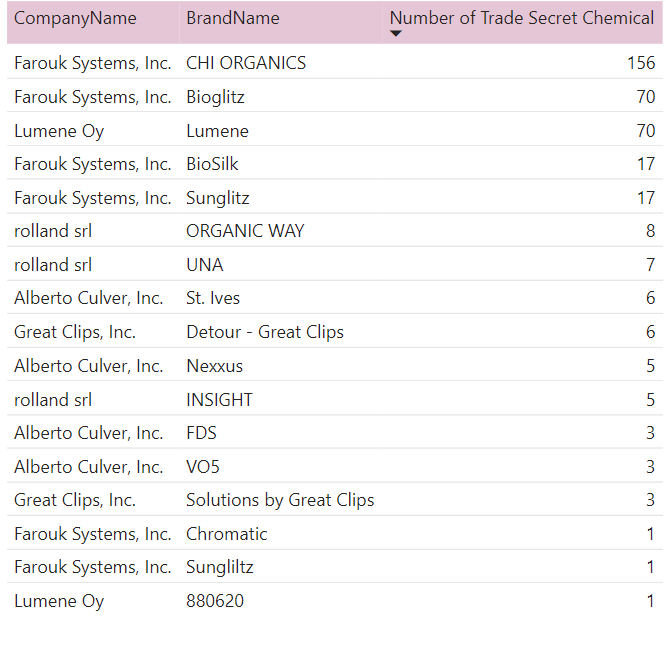 CompanyName BrandName Number of Trade Secret Chemical
Farouk Systems, Inc. CHI ORGANICS 156
Farouk Systems, Inc. Bioglitz 70
Lumene Oy Lumene 70
Farouk Systems, Inc. BioSilk 17
Farouk Systems, Inc. Sunglitz 17
rolland srl ORGANIC WAY 8
rolland srl UNA 7
Alberto Culver, Inc. St. Ives 6
Great Clips, Inc. Detour - Great Clips 6
Alberto Culver, Inc. Nexxus 5
rolland srl INSIGHT 5
Alberto Culver, Inc. FDS 3
Alberto Culver, Inc. VO5 3
Great Clips, Inc. Solutions by Great Clips 3
Farouk Systems, Inc. Chromatic 1
Farouk Systems, Inc. Sungliltz 1
Lumene Oy 880620 1